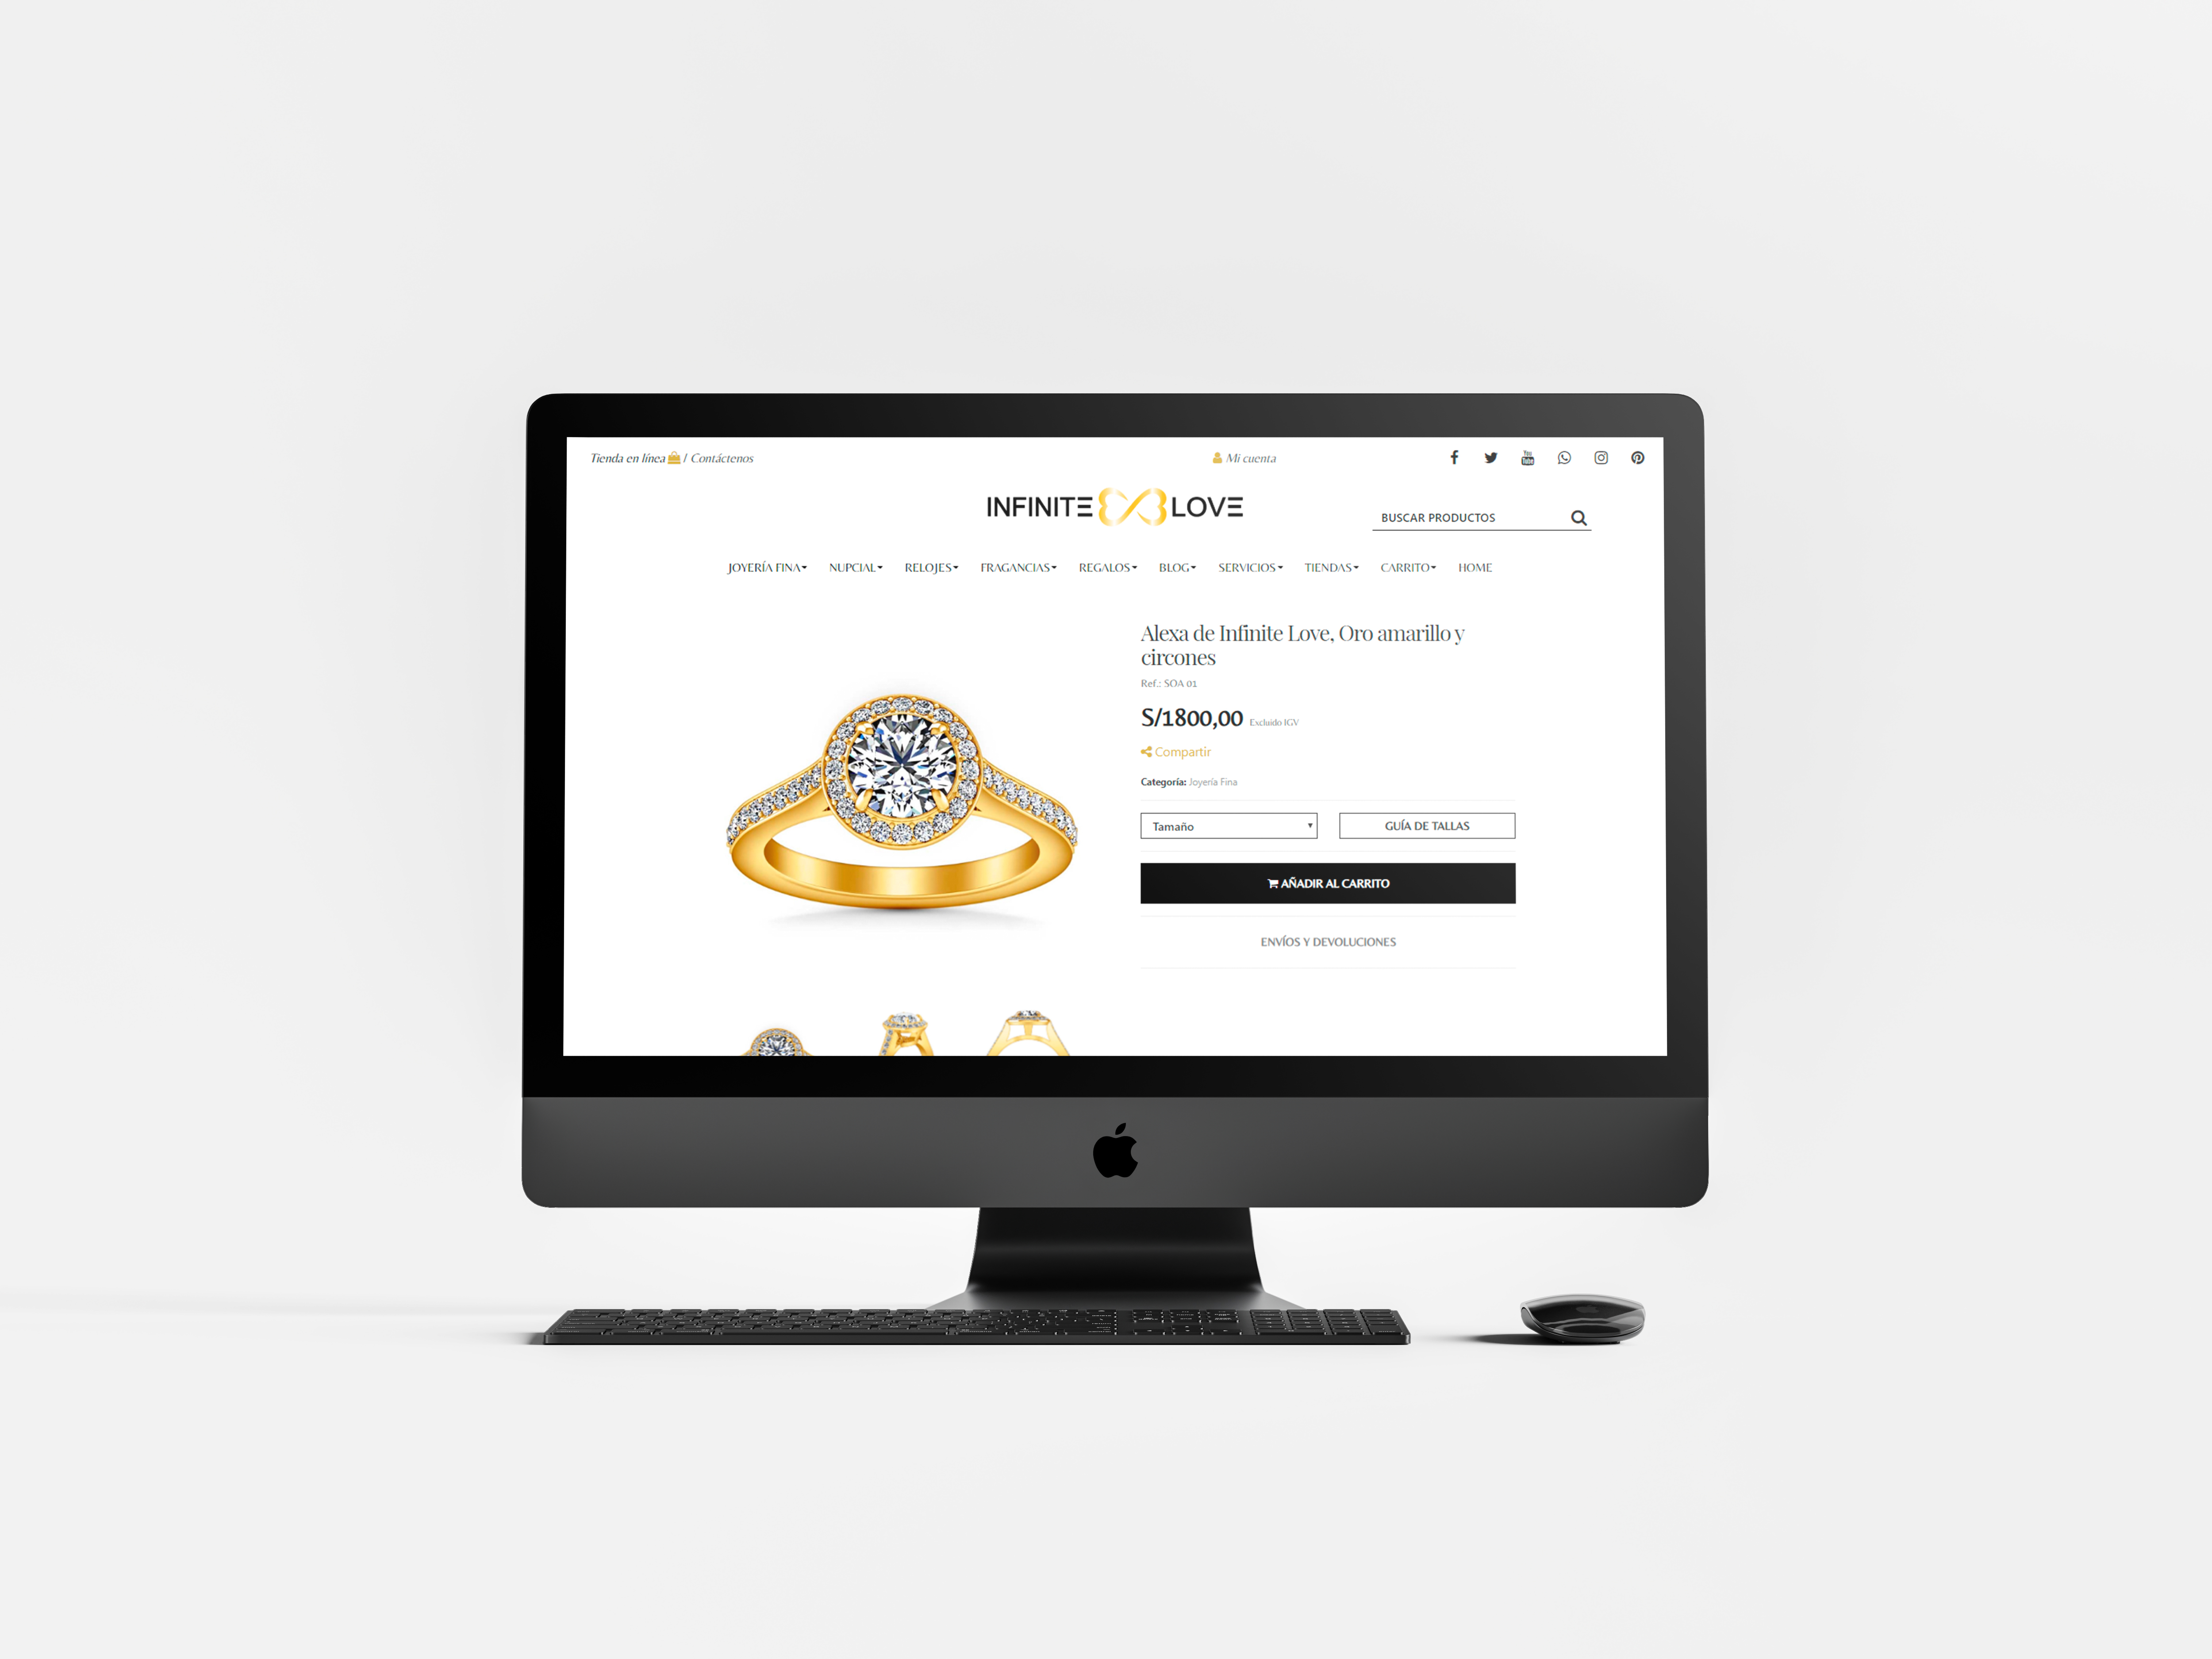 Tienda en línea / Contáctenos
Mi cuenta
INFINITE LOVE
BUSCAR PRODUCTOS
JOYERÍA FINA NUPCIAL RELOJES FRAGANCIAS REGALOS BLOG SERVICIOS TIENDAS CARRITO HOME
Alexa de Infinite Love, Oro amarillo y
circones
Ref.: SOA 01
S/1800,00 Excluido IGV
Compartir
Categoría: Joyería Fina
Tamaño
GUÍA DE TALLAS
AÑADIR AL CARRITO
ENVÍOS Y DEVOLUCIONES